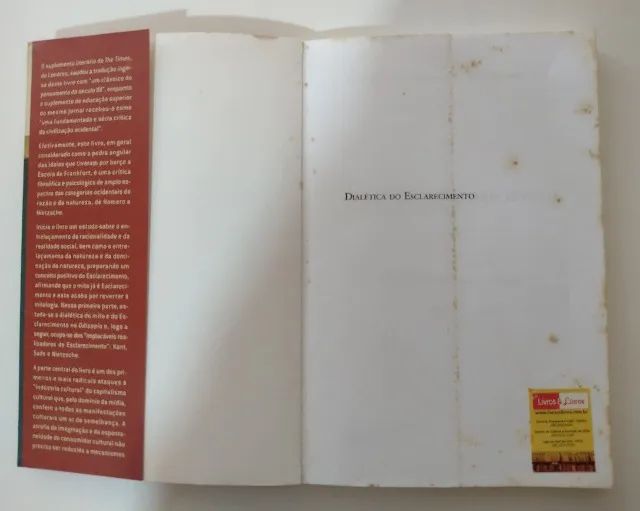 O suplemento literário do The Times,
de Londres, saudou a tradução ingle-
sa deste livro com "um clássico do
pensamento do século XX", enquanto
o suplemento de educação superior
do mesmo jornal recebeu-o como
"uma fundamentada e séria crítica
da civilização ocidental".
Efetivamente, este livro, em geral
considerado como a pedra angular
das ideias que tiveram por berço a
Escola de Frankfurt, é uma crítica
filosófica e psicológica de amplo es-
pectro das categorias ocidentais de
razão e da natureza, de Homero a
Nietzsche.
Inicia o livro um estudo sobre o en-
trelaçamento da racionalidade e da
realidade social, bem como o entre-
laçamento da natureza e da domi-
nação da natureza, preparando um
conceito positivo do Esclarecimento,
afirmando que o mito já é Esclareci-
mento e este acaba por reverter à
mitologia. Nessa primeira parte, es-
tuda-se a dialética do mito e do Es-
clarecimento na Odisséia e, logo a
seguir, ocupa-se dos "implacáveis rea-
lizadores do Esclarecimento": Kant,
Sade e Nietzsche.
A parte central do livro é um dos pri-
meiros e mais radicais ataques à
"indústria cultural" do capitalismo
cultural que, pelo domínio da mídia,
confere a todas as manifestações
culturais um ar de semelhança. A
atrofia da imaginação e da esponta-
neidade do consumidor cultural não
precisa ser reduzida a mecanismos
DIALÉTICA DO ESCLARECIMENTO
Livros & Livros